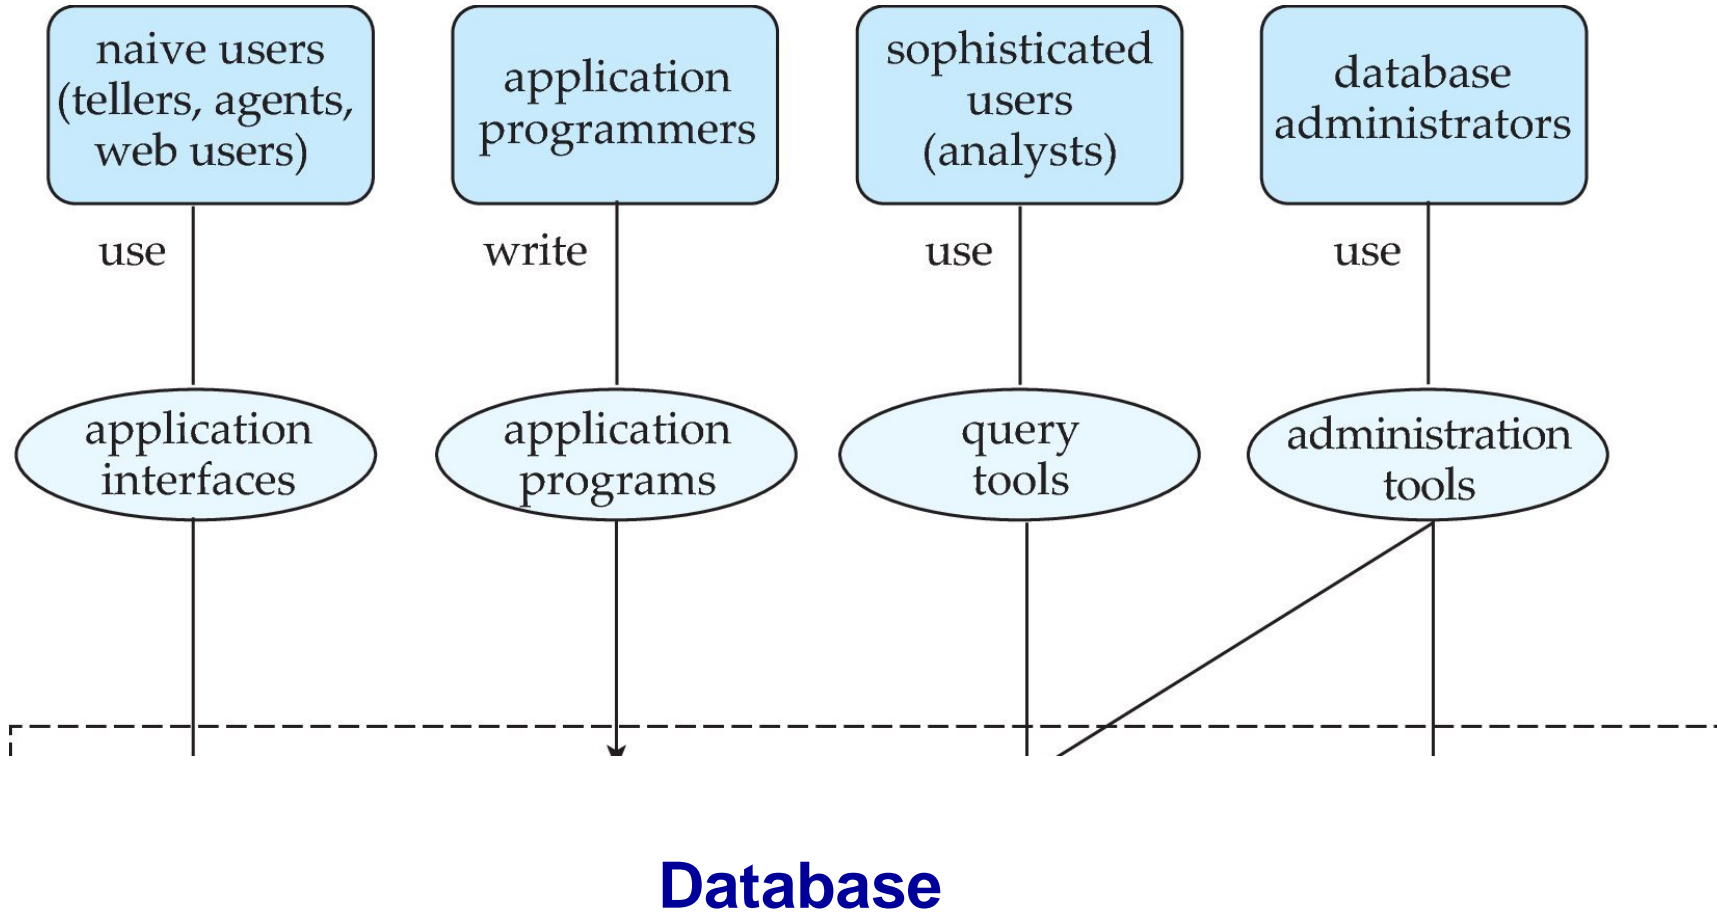 naive users
(tellers, agents,
web users)
application
programmers
sophisticated
users
(analysts)
database
administrators
use
write
use
use
application
interfaces
application
programs
query
tools
administration
tools
Database